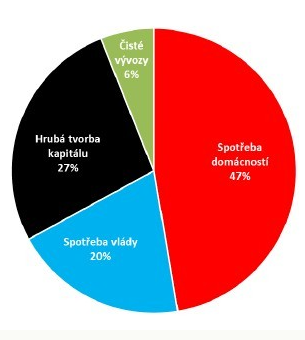 Čisté
vývozy
6%
Hrubá tvorba
kapitálu
27%
Spotřeba
domácností
47%
Spotřeba vlády
20%